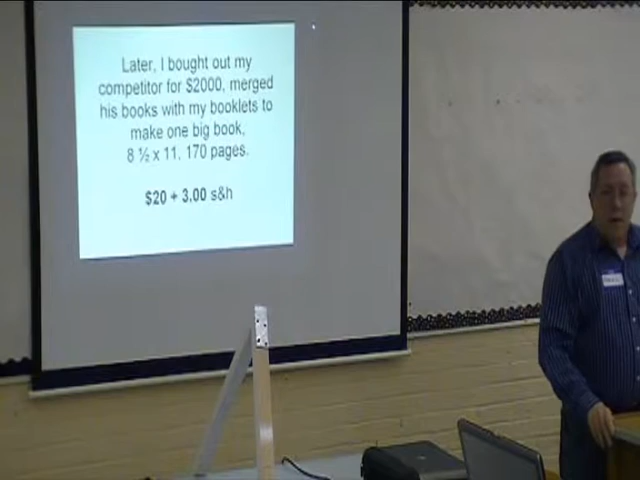 Later, I bought out my
competitor for $2000, merged
his books with my booklets to
make one big book,
8 ½ x 11, 170 pages.
$20 + 3.00 s&h